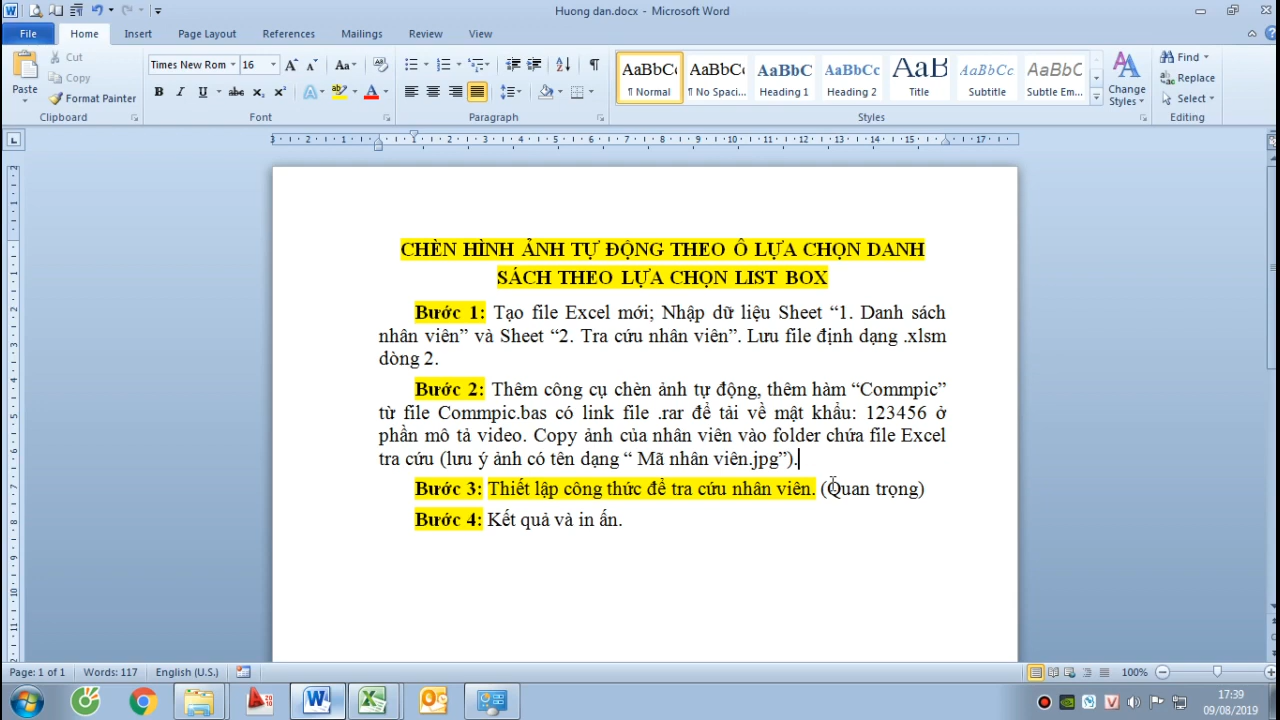 Huong dan.docx - Microsoft Word
File Home Insert Page Layout References Mailings Review View
Cut
Copy
Format Painter
Paste
Clipboard
Times New Rom 16
Font
Paragraph
AaBbCc AaBbCc AaBbC AaBbCc AaB AaBbCc AaBbC
¶ Normal ¶ No Spaci... Heading 1 Heading 2 Title Subtitle Subtle Em...
Styles
Change
Styles
Find
Replace
Select
Editing
CHÈN HÌNH ẢNH TỰ ĐỘNG THEO Ô LỰA CHỌN DANH
SÁCH THEO LỰA CHỌN LIST BOX
Bước 1: Tạo file Excel mới; Nhập dữ liệu Sheet “1. Danh sách
nhân viên” và Sheet “2. Tra cứu nhân viên”. Lưu file định dạng .xlsm
dòng 2.
Bước 2: Thêm công cụ chèn ảnh tự động, thêm hàm “Commpic”
từ file Commpic.bas có link file .rar để tải về mật khẩu: 123456 ở
phần mô tả video. Copy ảnh của nhân viên vào folder chứa file Excel
tra cứu (lưu ý ảnh có tên dạng “ Mã nhân viên.jpg”).
Bước 3: Thiết lập công thức để tra cứu nhân viên. (Quan trọng)
Bước 4: Kết quả và in ấn.
Page: 1 of 1 Words: 117 English (U.S.) 100%
17:39
09/08/2019